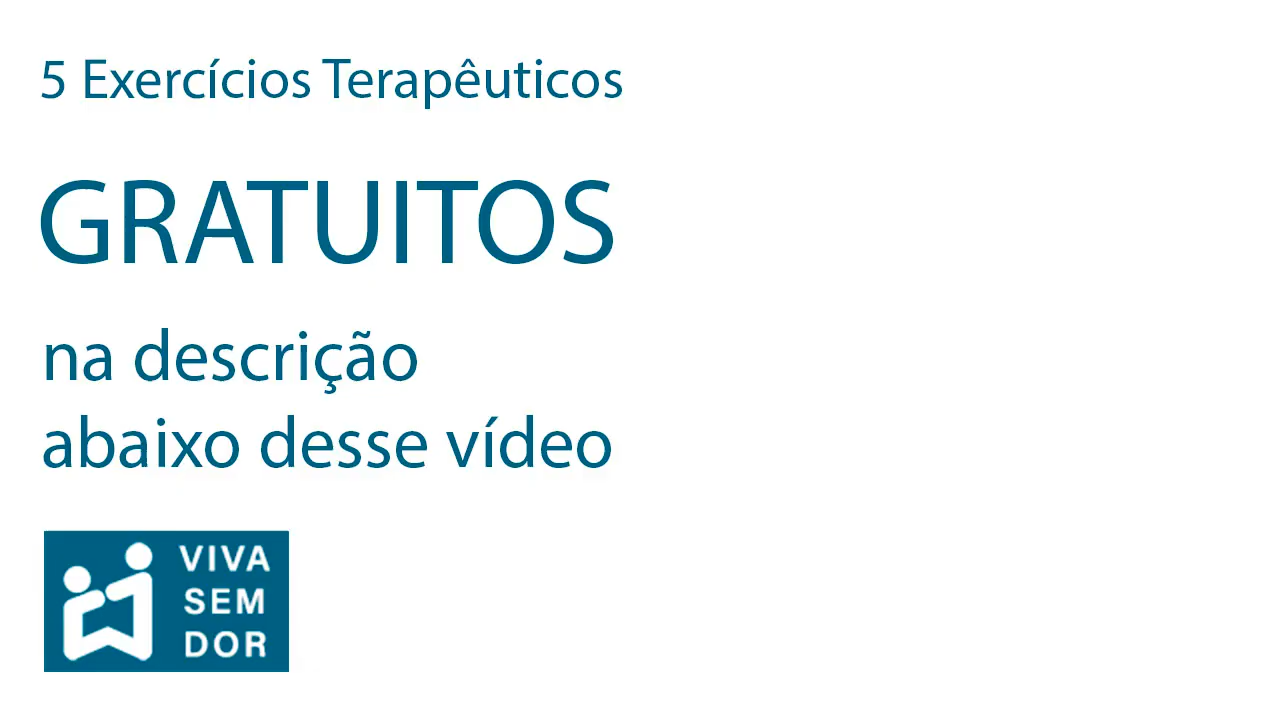 5 Exercícios Terapêuticos
GRATUITOS
na descrição
abaixo desse vídeo
VIVA
SEM
DOR